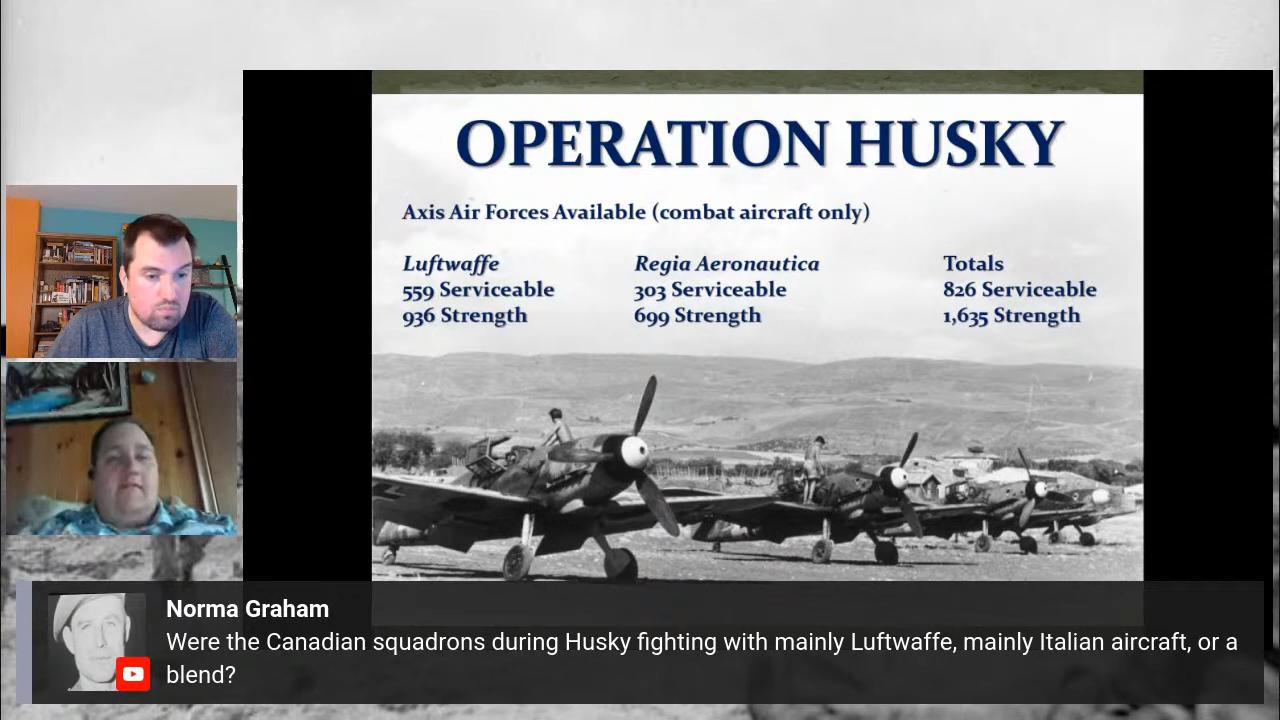 OPERATION HUSKY
Axis Air Forces Available (combat aircraft only)
Luftwaffe
559 Serviceable
936 Strength
Regia Aeronautica
303 Serviceable
699 Strength
Totals
826 Serviceable
1,635 Strength
Norma Graham
Were the Canadian squadrons during Husky fighting with mainly Luftwaffe, mainly Italian aircraft, or a
blend?